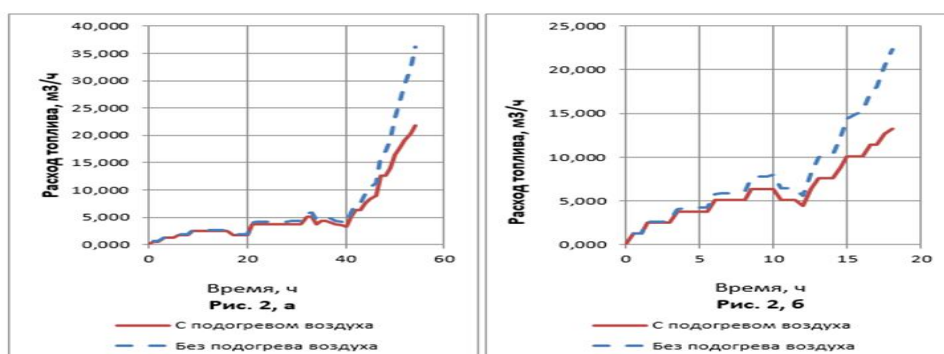 Расход топлива, м3/ч
40,000
35,000
30,000
25,000
20,000
15,000
10,000
5,000
0,000
0 20 40 60
Время, ч
Рис. 2, а
С подогревом воздуха
Без подогрева воздуха
Расход топлива, м3/ч
25,000
20,000
15,000
10,000
5,000
0,000
0 5 10 15 20
Время, ч
Рис. 2, б
С подогревом воздуха
Без подогрева воздуха